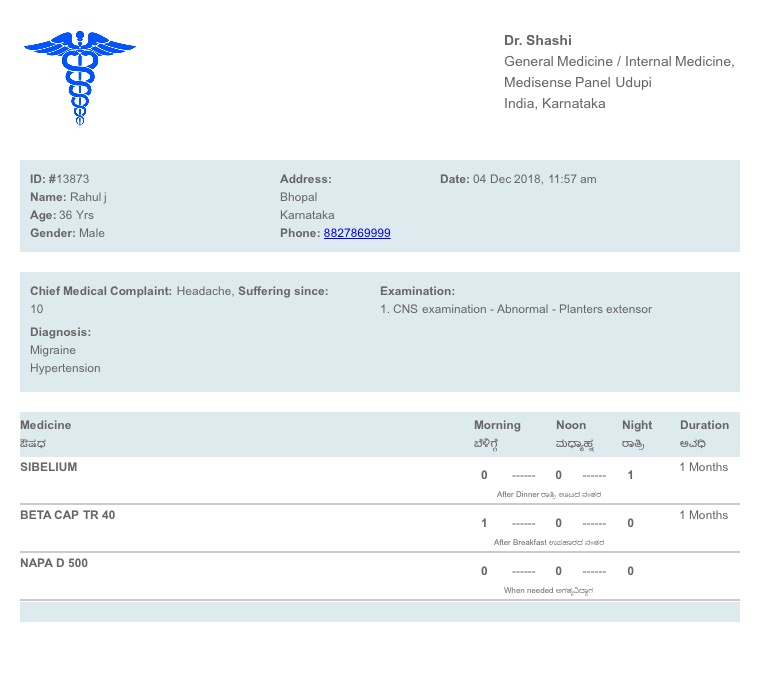 Dr. Shashi
General Medicine / Internal Medicine,
Medisense Panel Udupi
India, Karnataka
ID: #13873
Name: Rahul j
Age: 36 Yrs
Gender: Male
Address:
Bhopal
Karnataka
Phone: 8827869999
Date: 04 Dec 2018, 11:57 am
Chief Medical Complaint: Headache, Suffering since:
10
Diagnosis:
Migraine
Hypertension
Examination:
1. CNS examination - Abnormal - Planters extensor
Medicine Morning Noon Night Duration
ಔಷಧ ಬೆಳಿಗ್ಗೆ ಮಧ್ಯಾಹ್ನ ರಾತ್ರಿ ಅವಧಿ
SIBELIUM 0 ------ 0 ------ 1 1 Months
After Dinner ರಾತ್ರಿ ಊಟದ ನಂತರ
BETA CAP TR 40 1 ------ 0 ------ 0 1 Months
After Breakfast ಉಪಹಾರದ ನಂತರ
NAPA D 500 0 ------ 0 ------ 0
When needed ಅಗತ್ಯವಿದ್ದಾಗ